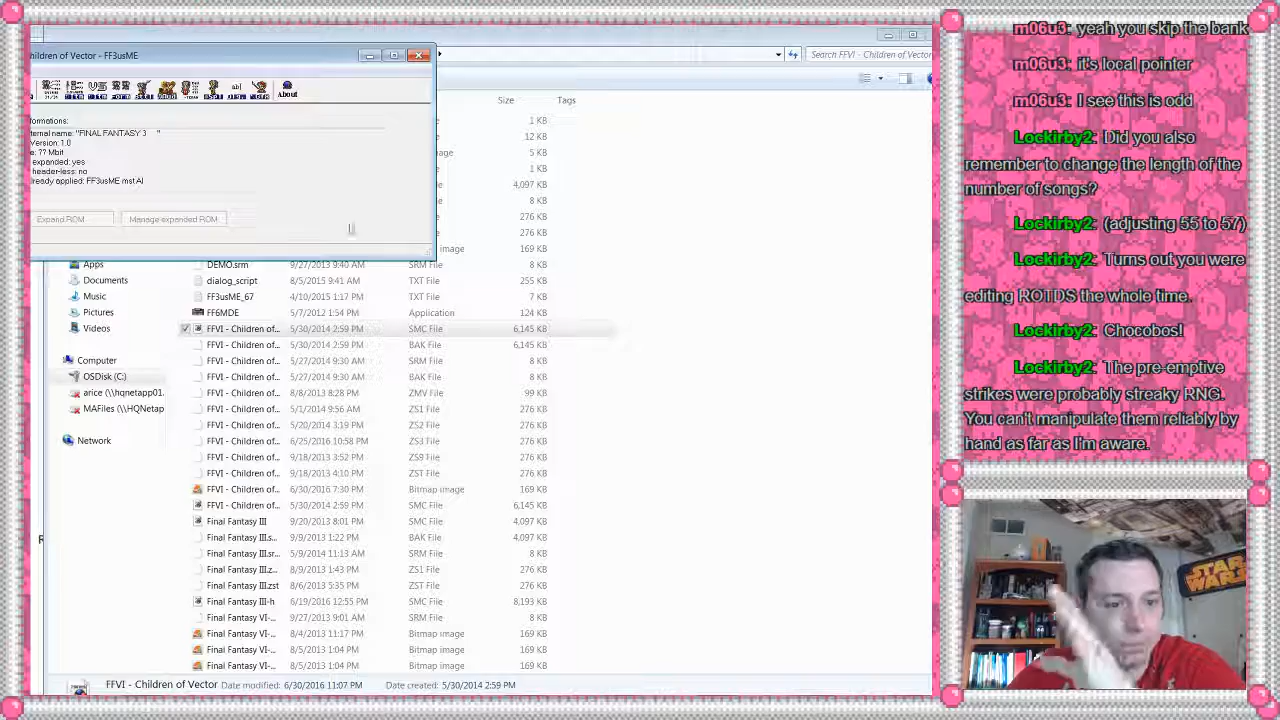 hildren of Vector - FF3usME
Search FFVI - Children of Vector
About
formations:
ternal name: "FINAL FANTASY 3 "
Version: 1.0
e: ?? Mbit
expanded: yes
header-less: no
lready applied: FF3usME mst Al
Expand ROM
Manage expanded ROM
Size Tags
1 KB
12 KB
age 5 KB
1 KB
4,097 KB
8 KB
276 KB
276 KB
image 169 KB
Apps
Documents
Music
Pictures
Videos
Computer
OSDisk (C:)
arice (\\hqnetapp01.
MAFiles (\\HQNetap
Network
DEMO.srm 9/27/2013 9:40 AM SRM File 8 KB
dialog_script 8/5/2015 9:41 AM TXT File 255 KB
FF3usME_67 4/10/2015 1:17 PM TXT File 7 KB
FF6MDE 5/7/2012 1:54 PM Application 124 KB
FFVI - Children of... 5/30/2014 2:59 PM SMC File 6,145 KB
FFVI - Children of... 5/30/2014 2:59 PM BAK File 6,145 KB
FFVI - Children of... 5/27/2014 9:30 AM SRM File 8 KB
FFVI - Children of... 5/27/2014 9:30 AM BAK File 8 KB
FFVI - Children of... 8/8/2013 8:28 PM ZMV File 99 KB
FFVI - Children of... 5/1/2014 9:56 AM ZS1 File 276 KB
FFVI - Children of... 5/20/2014 3:19 PM ZS2 File 276 KB
FFVI - Children of... 6/25/2016 10:58 PM ZS3 File 276 KB
FFVI - Children of... 9/18/2013 3:37 PM ZS9 File 276 KB
FFVI - Children of... 9/18/2013 4:10 PM ZST File 276 KB
FFVI - Children of... 6/30/2016 7:30 PM Bitmap image 169 KB
FFVI - Children of... 9/20/2013 2:59 PM SMC File 6,145 KB
Final Fantasy III 9/27/2013 8:01 PM SMC File 4,097 KB
Final Fantasy III.s... 9/9/2013 1:22 PM BAK File 4,097 KB
Final Fantasy III.sr... 9/9/2014 11:13 AM SRM File 8 KB
Final Fantasy III.z... 8/9/2013 1:43 PM ZS1 File 276 KB
Final Fantasy III.zst 8/6/2013 5:35 PM ZST File 276 KB
Final Fantasy III-h 6/19/2016 12:55 PM SMC File 8,193 KB
Final Fantasy VI-... 9/27/2013 9:01 AM SRM File 8 KB
Final Fantasy VI-... 8/4/2013 11:27 PM Bitmap image 169 KB
Final Fantasy VI-... 8/5/2013 1:04 PM Bitmap image 169 KB
Final Fantasy VI-... 8/8/2013 1:04 PM Bitmap image 169 KB
FFVI - Children of Vector Date modified: 6/30/2016 11:07 PM Date created: 5/30/2014 2:59 PM
m06u3: yeah you skip the bank
m06u3: it's local pointer
m06u3: I see this is odd
Lockirby2: Did you also
remember to change the length of the
number of songs?
Lockirby2: (adjusting 55 to 57)
Lockirby2: Turns out you were
editing ROTDS the whole time.
Lockirby2: Chocobos!
Lockirby2: The pre-emptive
strikes were probably streaky RNG.
You can't manipulate them reliably by
hand as far as I'm aware.
STAR
WARS